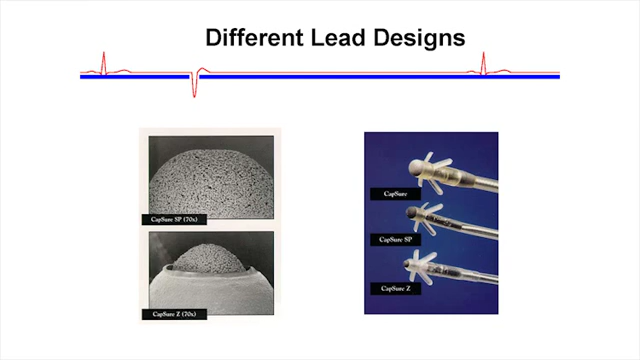 Different Lead Designs
CapSure SP (70x)
CapSure Z (70x)
CapSure
CapSure SP
CapSure Z